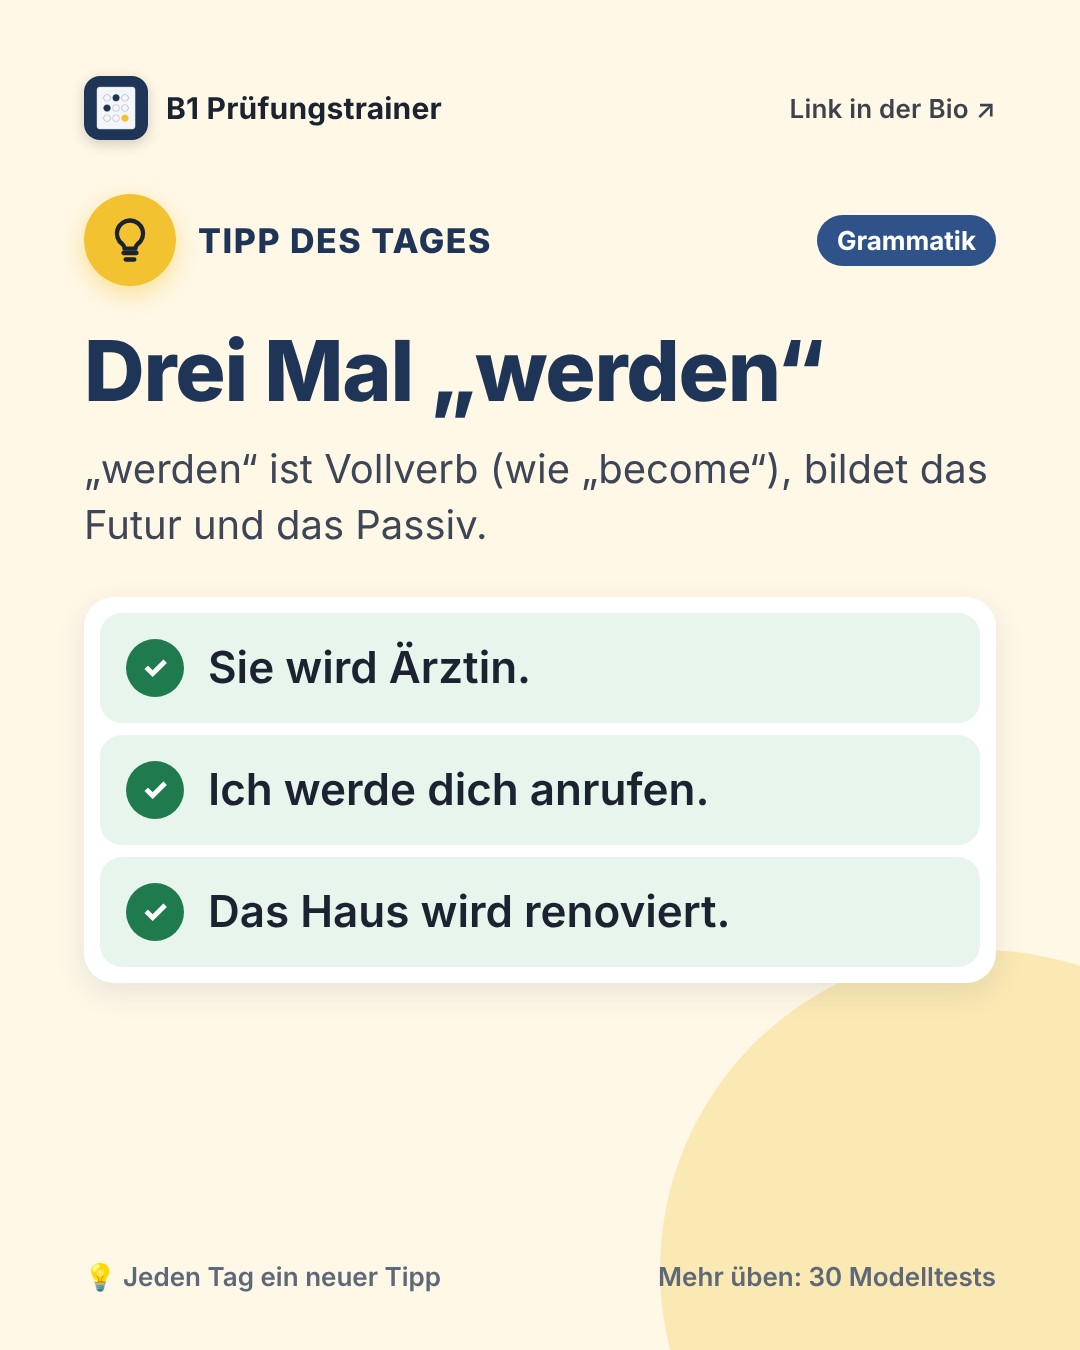 B1 Prüfungstrainer
Link in der Bio ↗
TIPP DES TAGES
Grammatik
Drei Mal „werden“
„werden“ ist Vollverb (wie „become“), bildet das
Futur und das Passiv.
Sie wird Ärztin.
Ich werde dich anrufen.
Das Haus wird renoviert.
💡 Jeden Tag ein neuer Tipp
Mehr üben: 30 Modelltests